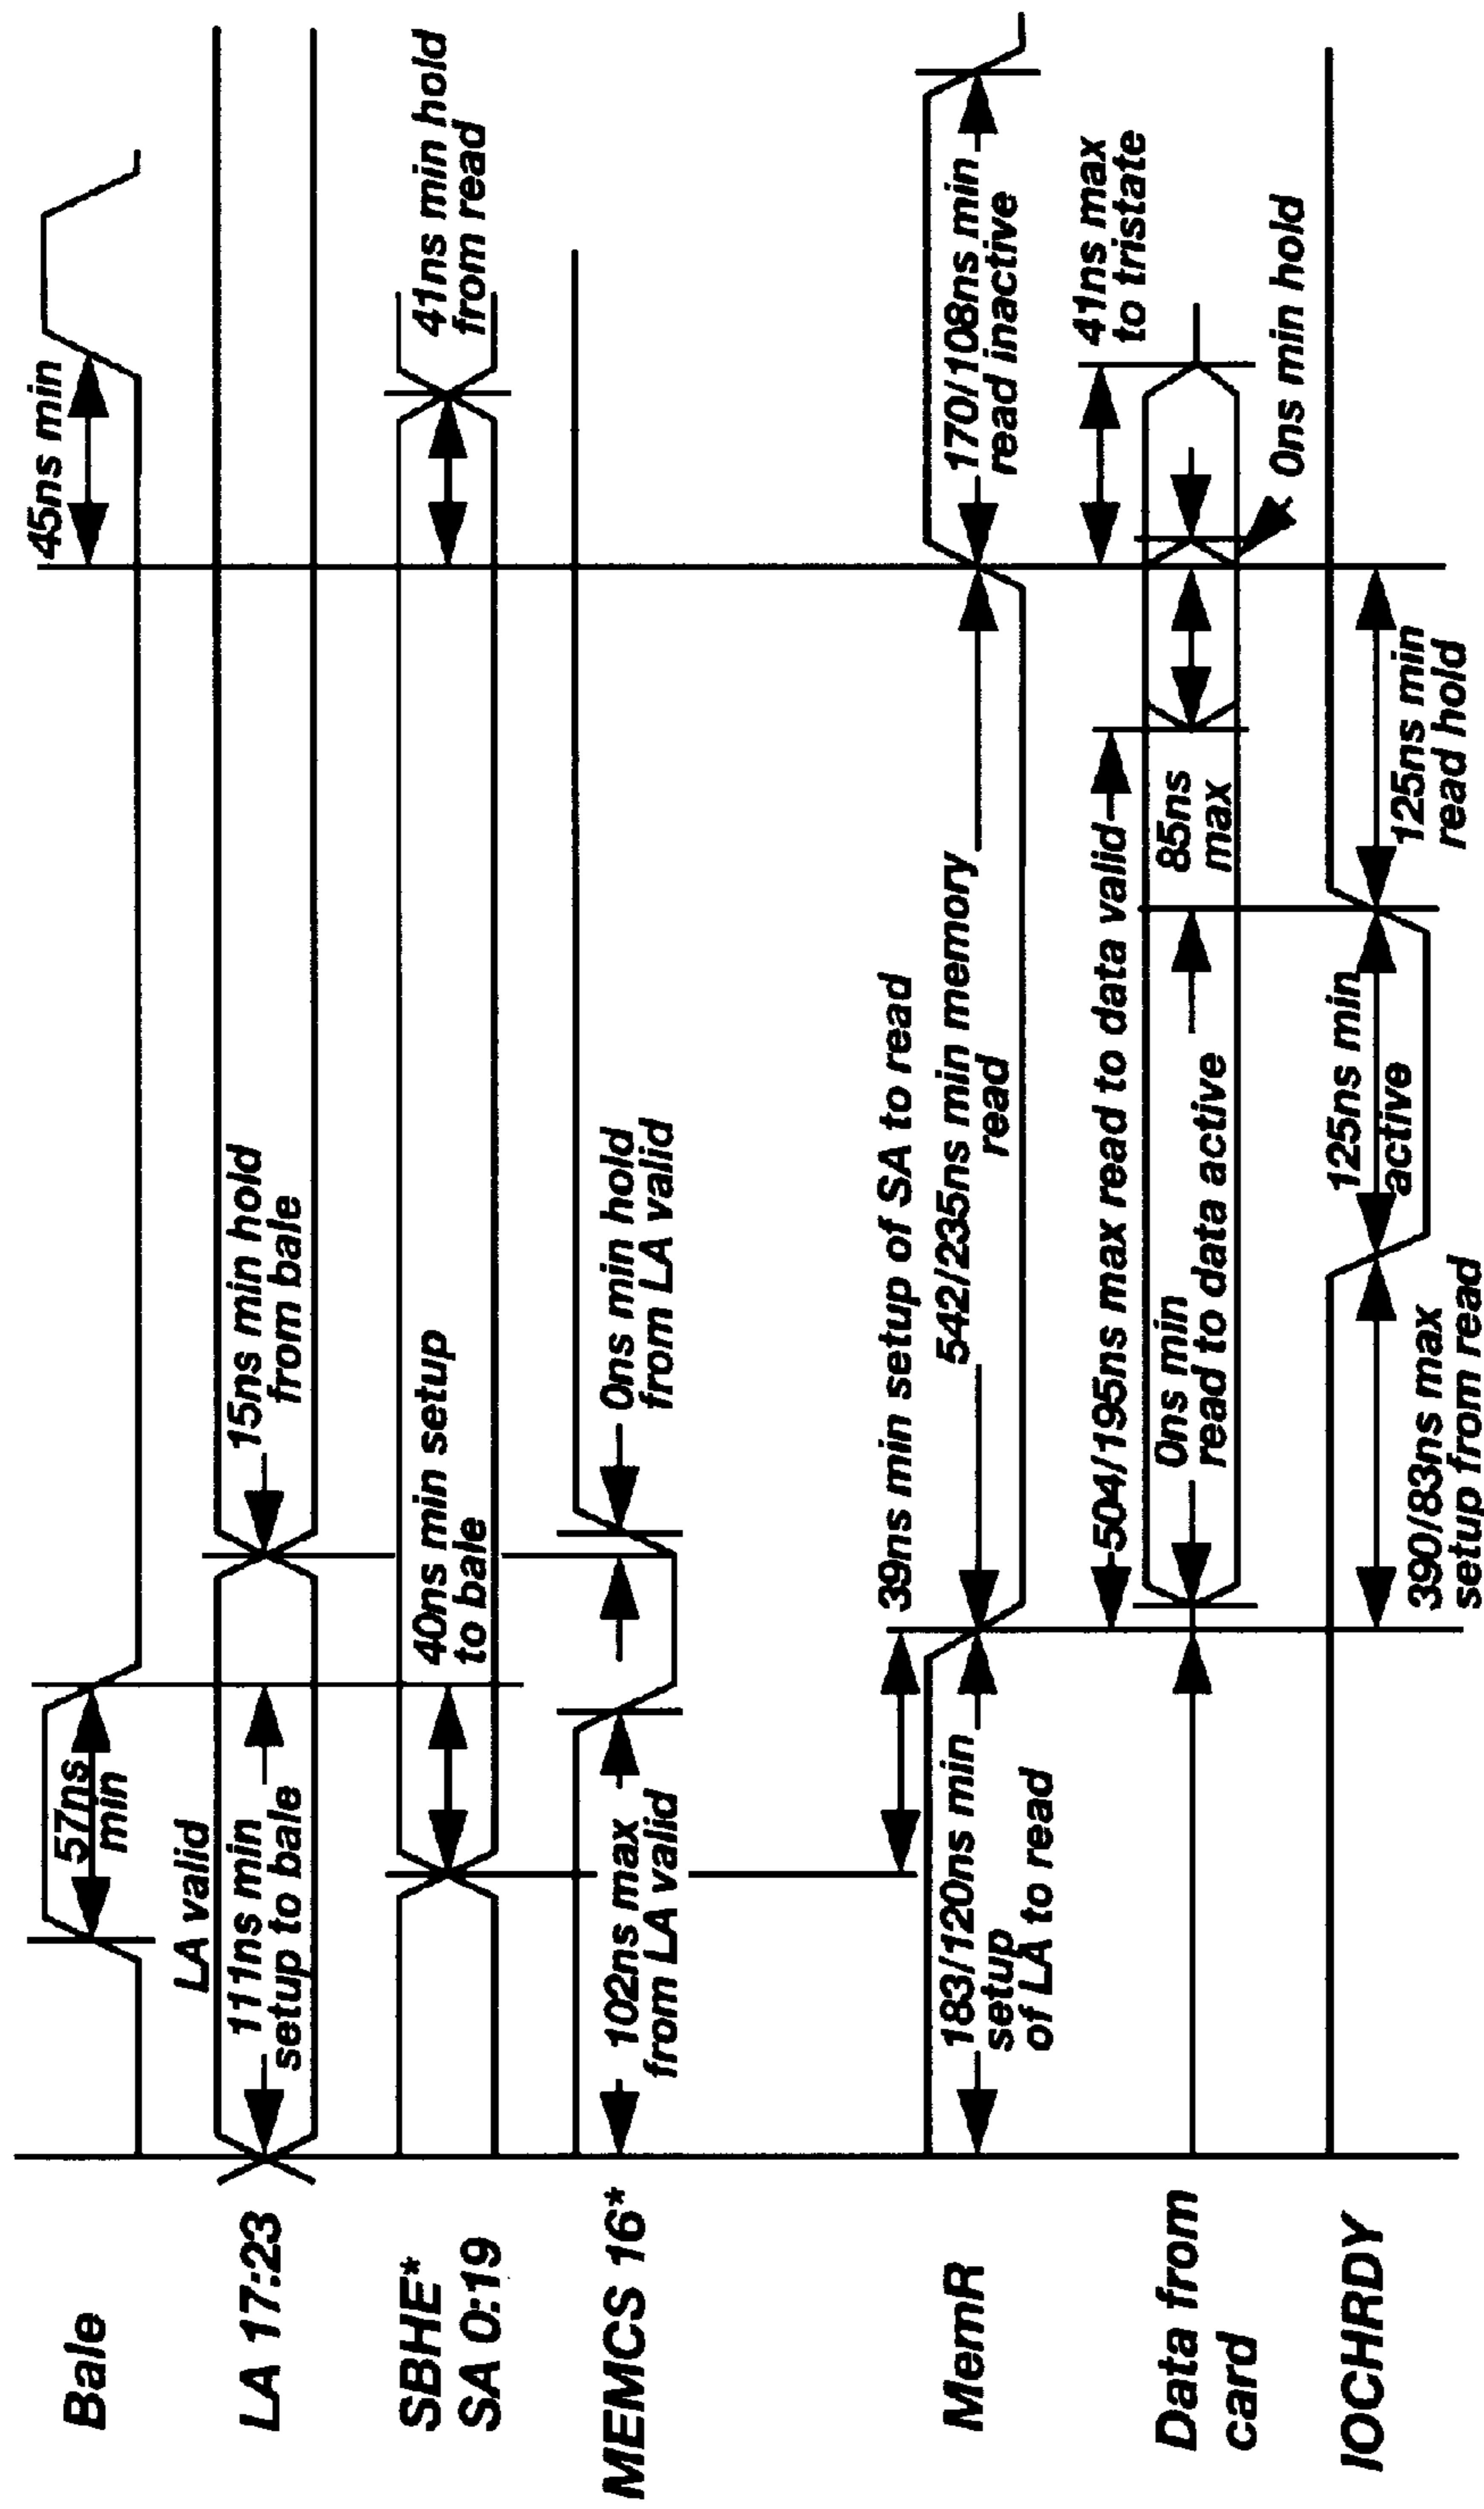 Bale
57ns
min
45ns min
LA 17:23
LA valid
111ns min
setup to bale
15ns min hold
from bale
SBHE*
SA 0:19
40ns min setup
to bale
41ns min hold
from read
MEMCS 16*
102ns max
from LA valid
0ns min hold
from LA valid
39ns min setup of SA to read
MemR
183/120ns min
setup
of LA to read
542/235ns min memory
read
170/108ns min
read inactive
504/195ns max read to data valid
41ns max
to tristate
Data from
card
0ns min
read to data active
85ns
max
0ns min hold
IOCHRDY
390/83ns max
setup from read
125ns min
active
125ns min
read hold